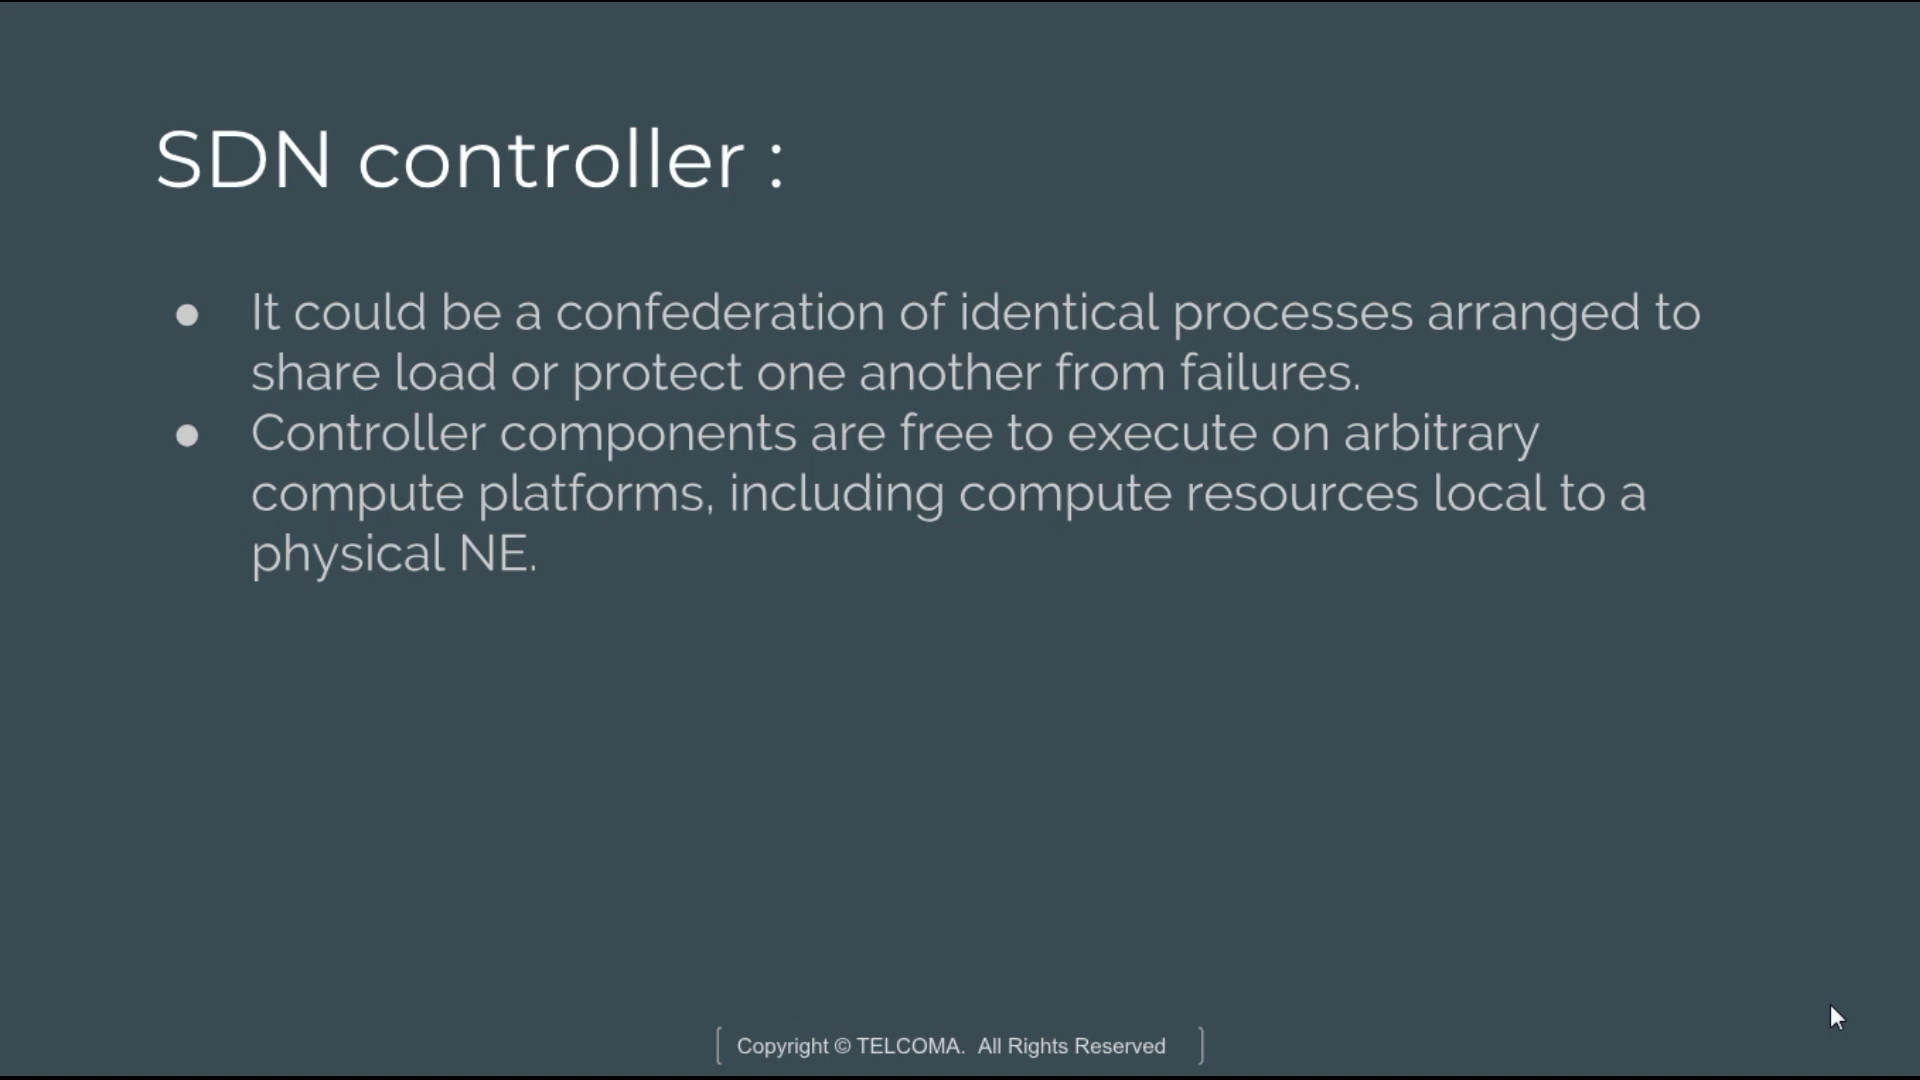 SDN controller :
● It could be a confederation of identical processes arranged to
share load or protect one another from failures.
● Controller components are free to execute on arbitrary
compute platforms, including compute resources local to a
physical NE.
[ Copyright © TELCOMA. All Rights Reserved ]